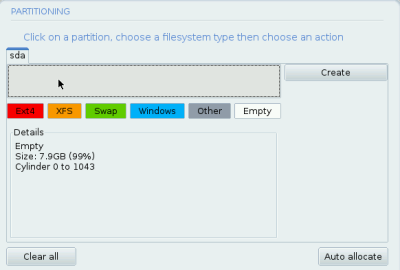 PARTITIONING
Click on a partition, choose a filesystem type then choose an action
sda
Create
Ext4 XFS Swap Windows Other Empty
Details
Empty
Size: 7.9GB (99%)
Cylinder 0 to 1043
Clear all Auto allocate